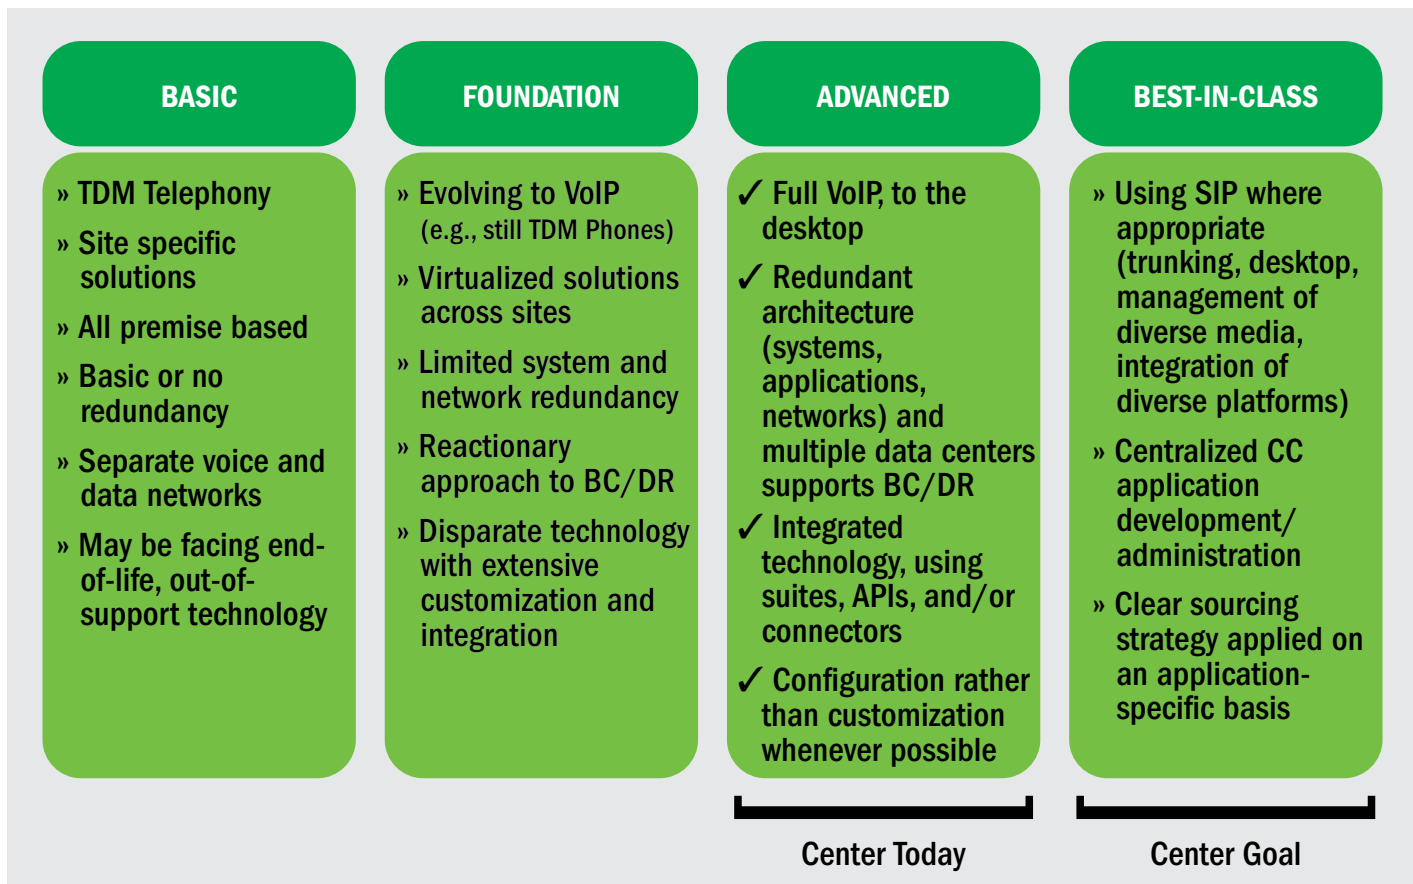 BASIC
» TDM Telephony
» Site specific
solutions
» All premise based
» Basic or no
redundancy
» Separate voice and
data networks
» May be facing end-
of-life, out-of-
support technology
FOUNDATION
» Evolving to VoIP
(e.g., still TDM Phones)
» Virtualized solutions
across sites
» Limited system and
network redundancy
» Reactionary
approach to BC/DR
» Disparate technology
with extensive
customization and
integration
ADVANCED
✓ Full VoIP, to the
desktop
✓ Redundant
architecture
(systems,
applications,
networks) and
multiple data centers
supports BC/DR
✓ Integrated
technology, using
suites, APIs, and/or
connectors
✓ Configuration rather
than customization
whenever possible
Center Today
BEST-IN-CLASS
» Using SIP where
appropriate
(trunking, desktop,
management of
diverse media,
integration of
diverse platforms)
» Centralized CC
application
development/
administration
» Clear sourcing
strategy applied on
an application-
specific basis
Center Goal